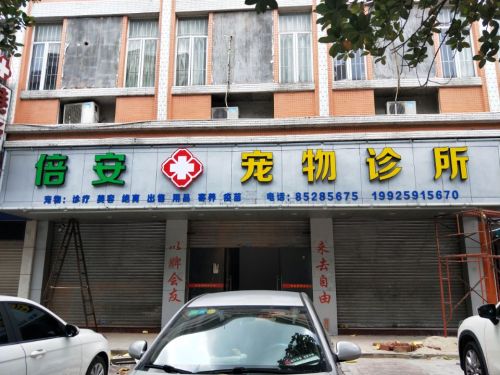 倍安 宠物诊所
宠物：诊疗 美容 绝育 出售 用品 寄养 疫苗 电话：85285675 19925915670
以牌会友
来去自由